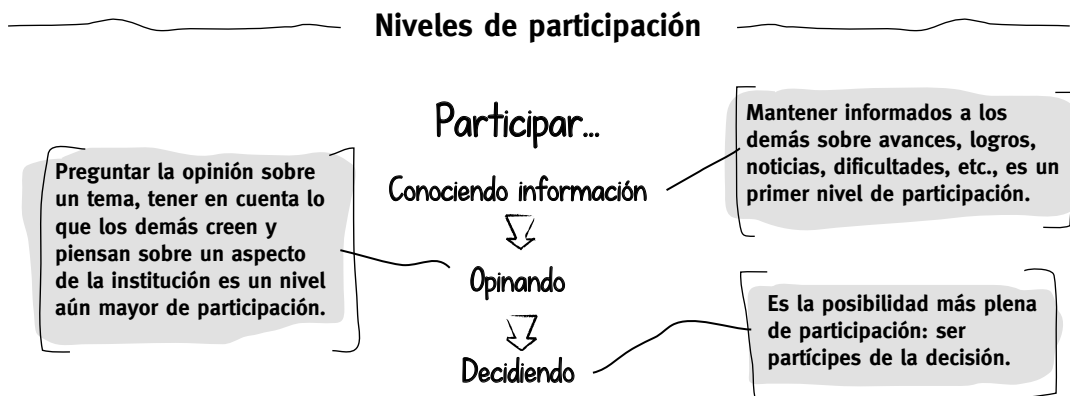 Niveles de participación
Participar...
Conociendo información
Mantener informados a los
demás sobre avances, logros,
noticias, dificultades, etc., es un
primer nivel de participación.
Opinando
Preguntar la opinión sobre
un tema, tener en cuenta lo
que los demás creen y
piensan sobre un aspecto
de la institución es un nivel
aún mayor de participación.
Decidiendo
Es la posibilidad más plena
de participación: ser
partícipes de la decisión.